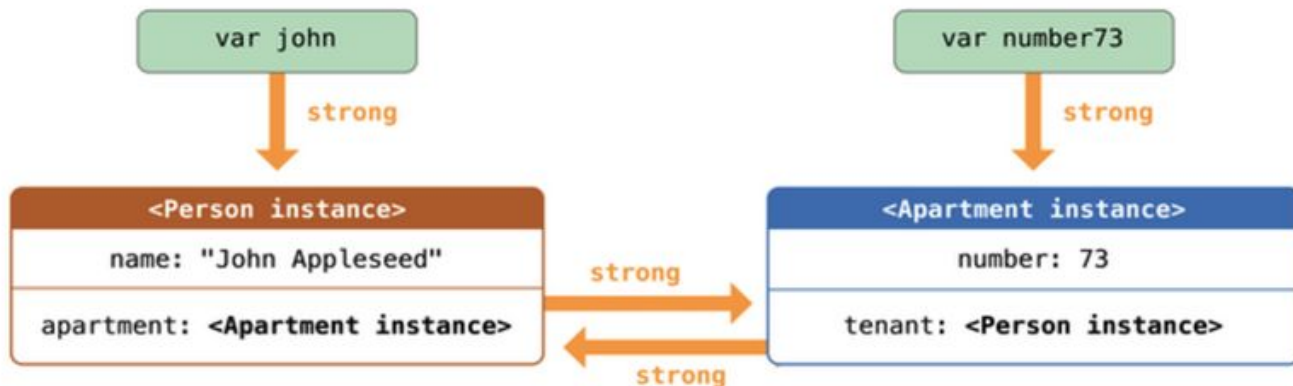 var john
var number73
strong
strong
<Person instance>
name: "John Appleseed"
apartment: <Apartment instance>
strong
strong
<Apartment instance>
number: 73
tenant: <Person instance>